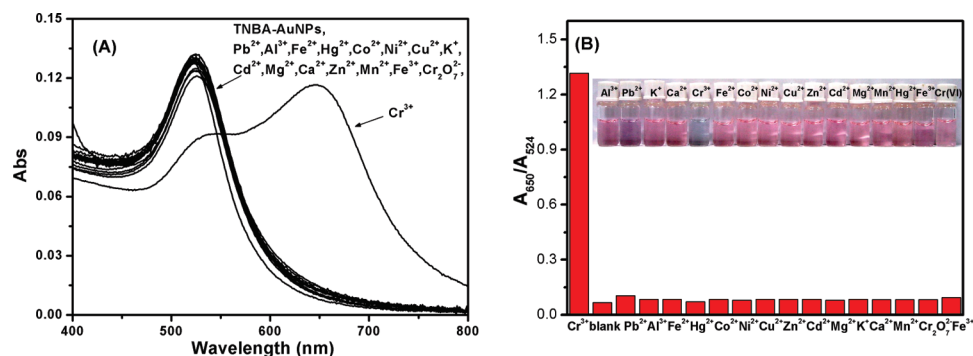 (A)
TNBA-AuNPs,
Pb²⁺,Al³⁺,Fe²⁺,Hg²⁺,Co²⁺,Ni²⁺,Cu²⁺,K⁺,
Cd²⁺,Mg²⁺,Ca²⁺,Zn²⁺,Mn²⁺,Fe³⁺,Cr₂O₇²⁻,
Cr³⁺
0.15
0.12
0.09
0.06
0.03
0.00
Abs
400 500 600 700 800
Wavelength (nm)
(B)
1.5
1.2
0.9
0.6
0.3
0.0
A₆₅₀/A₅₂₄
Al³⁺ Pb²⁺ K⁺ Ca²⁺ Cr³⁺ Fe²⁺ Co²⁺ Ni²⁺ Cu²⁺ Zn²⁺ Cd²⁺ Mg²⁺ Mn²⁺ Hg²⁺ Fe³⁺ Cr(VI)
Cr³⁺ blank Pb²⁺ Al³⁺ Fe²⁺ Hg²⁺ Co²⁺ Ni²⁺ Cu²⁺ Zn²⁺ Cd²⁺ Mg²⁺ K⁺ Ca²⁺ Mn²⁺ Cr₂O₇²⁻ Fe³⁺